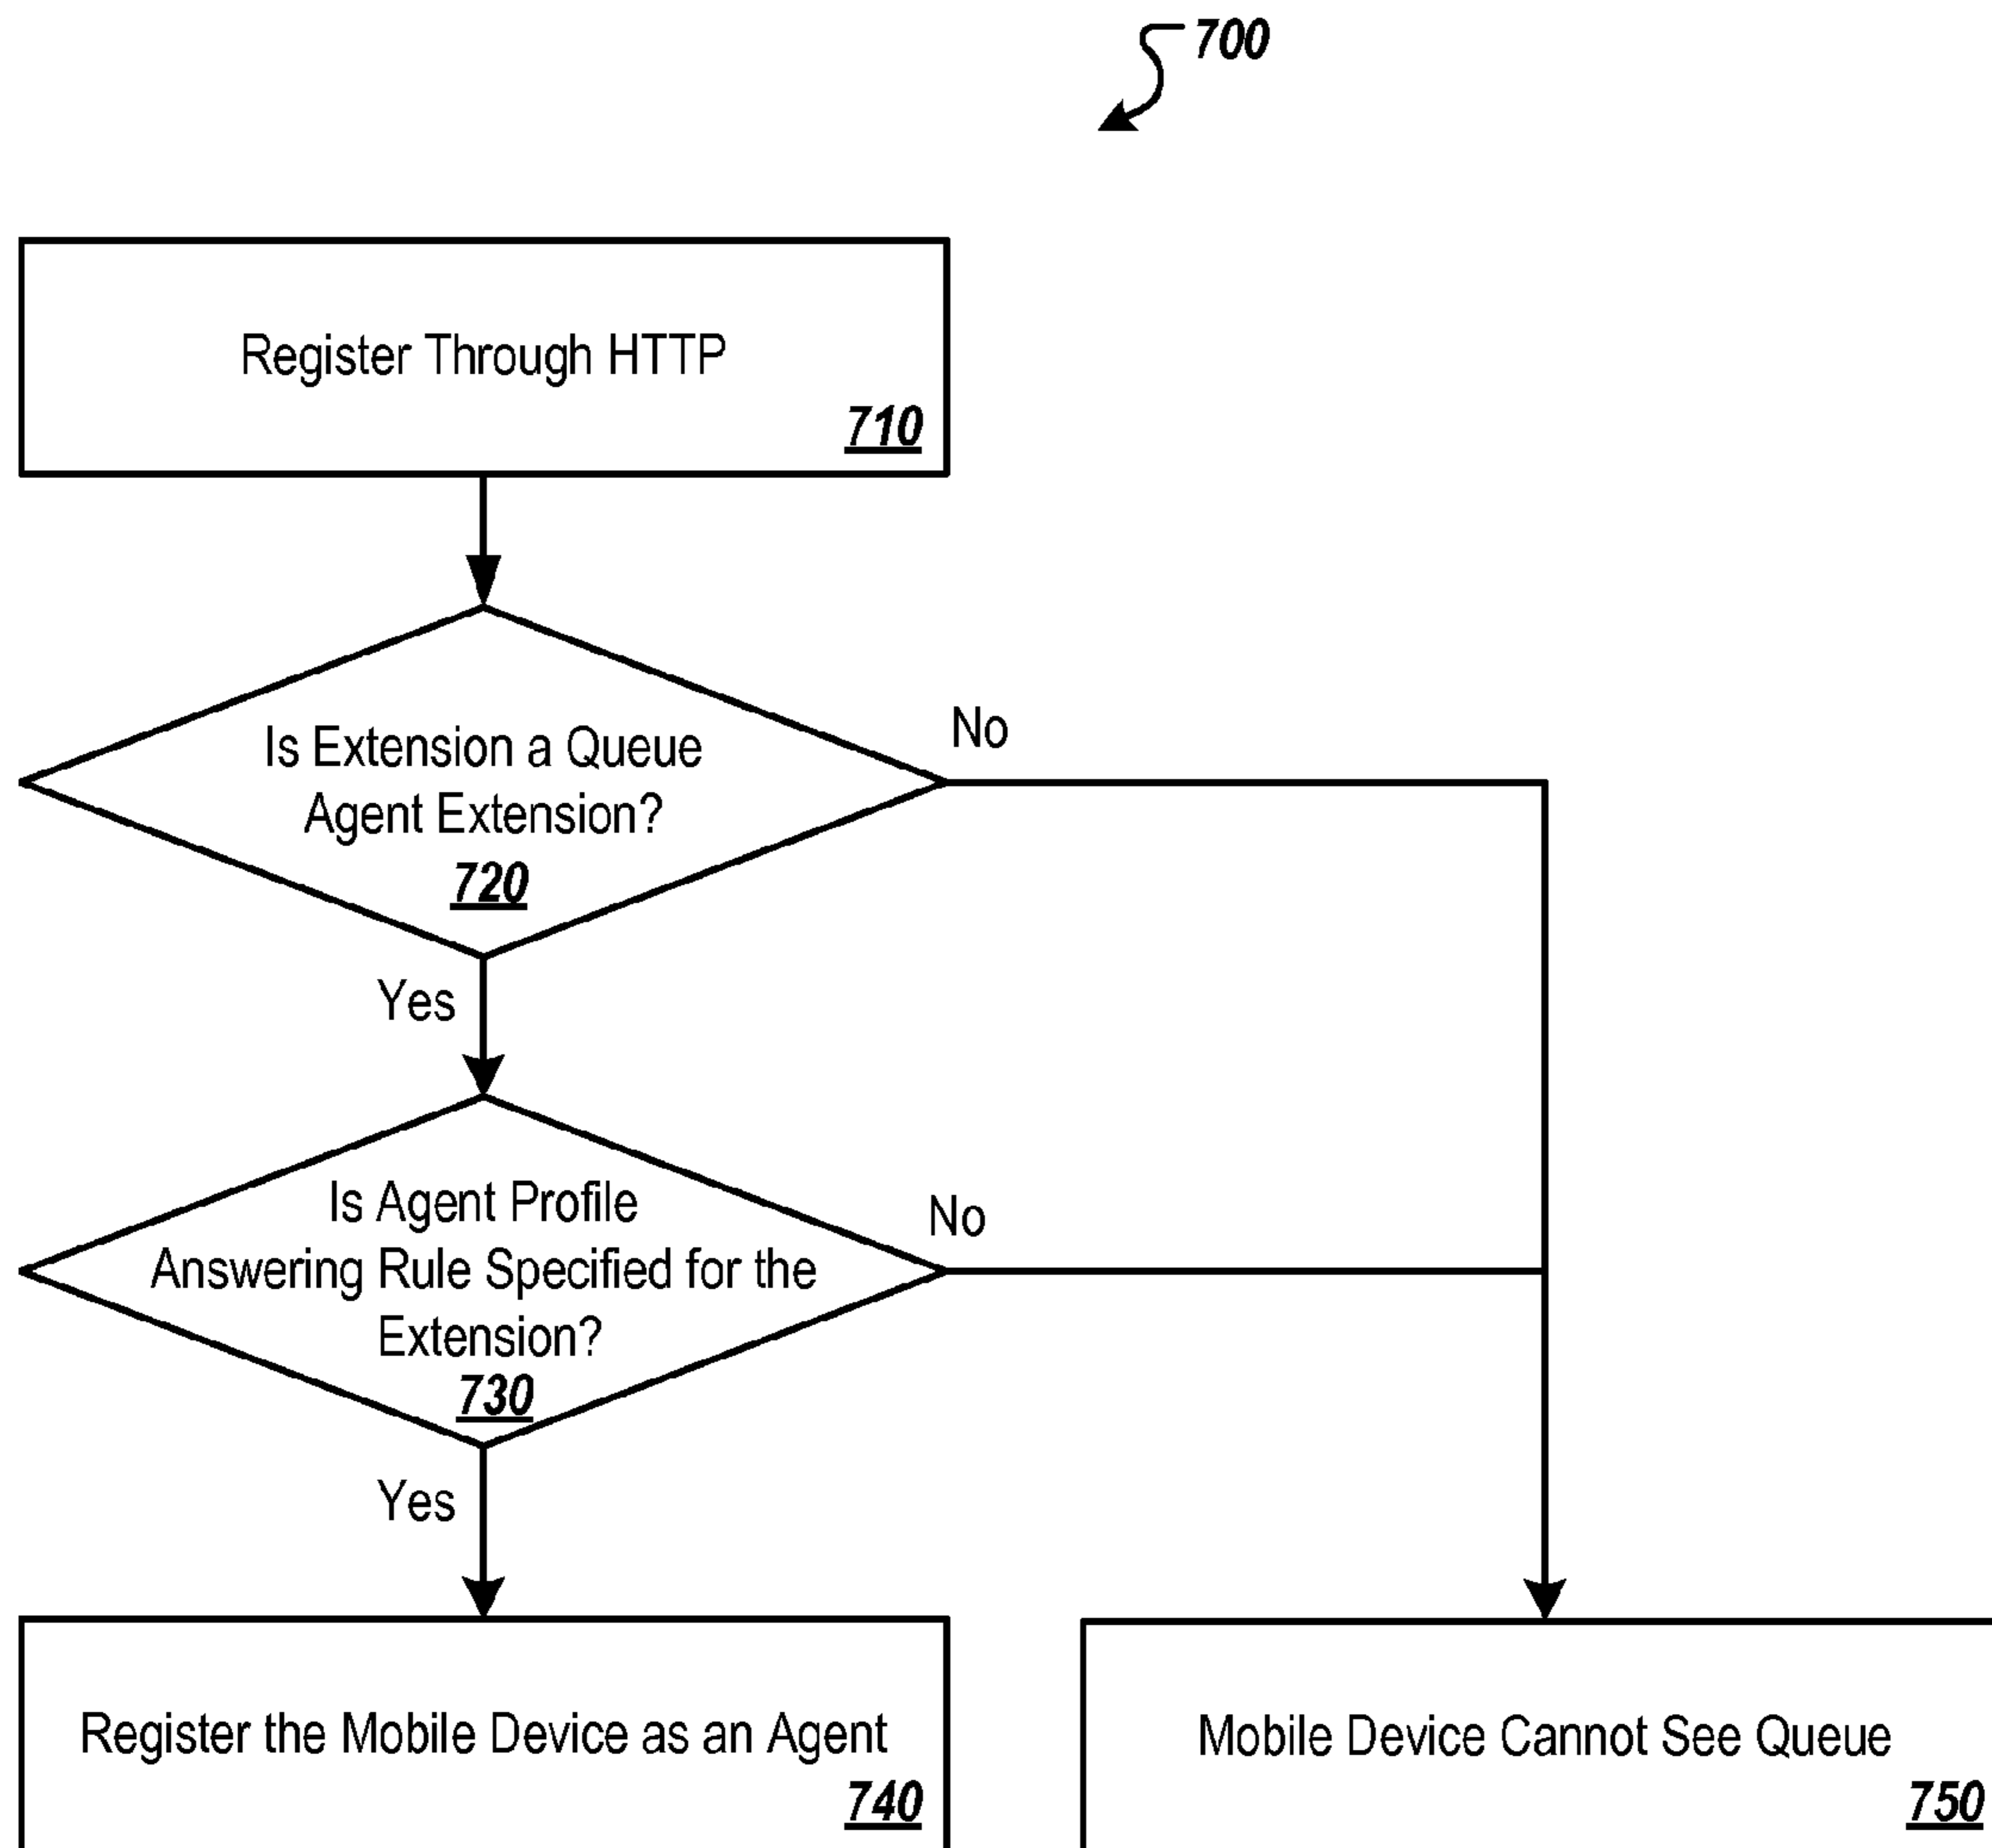 700
Register Through HTTP
710
Is Extension a Queue
Agent Extension?
720
No
Yes
Is Agent Profile
Answering Rule Specified for the
Extension?
730
No
Yes
Register the Mobile Device as an Agent
740
Mobile Device Cannot See Queue
750